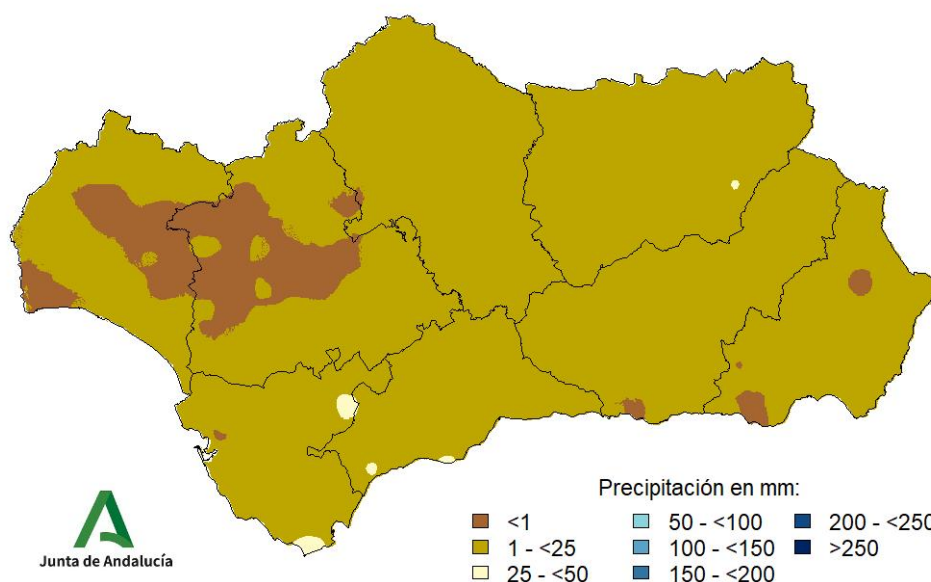 Precipitación en mm:
<1
1 - <25
25 - <50
50 - <100
100 - <150
150 - <200
200 - <250
>250
Junta de Andalucía